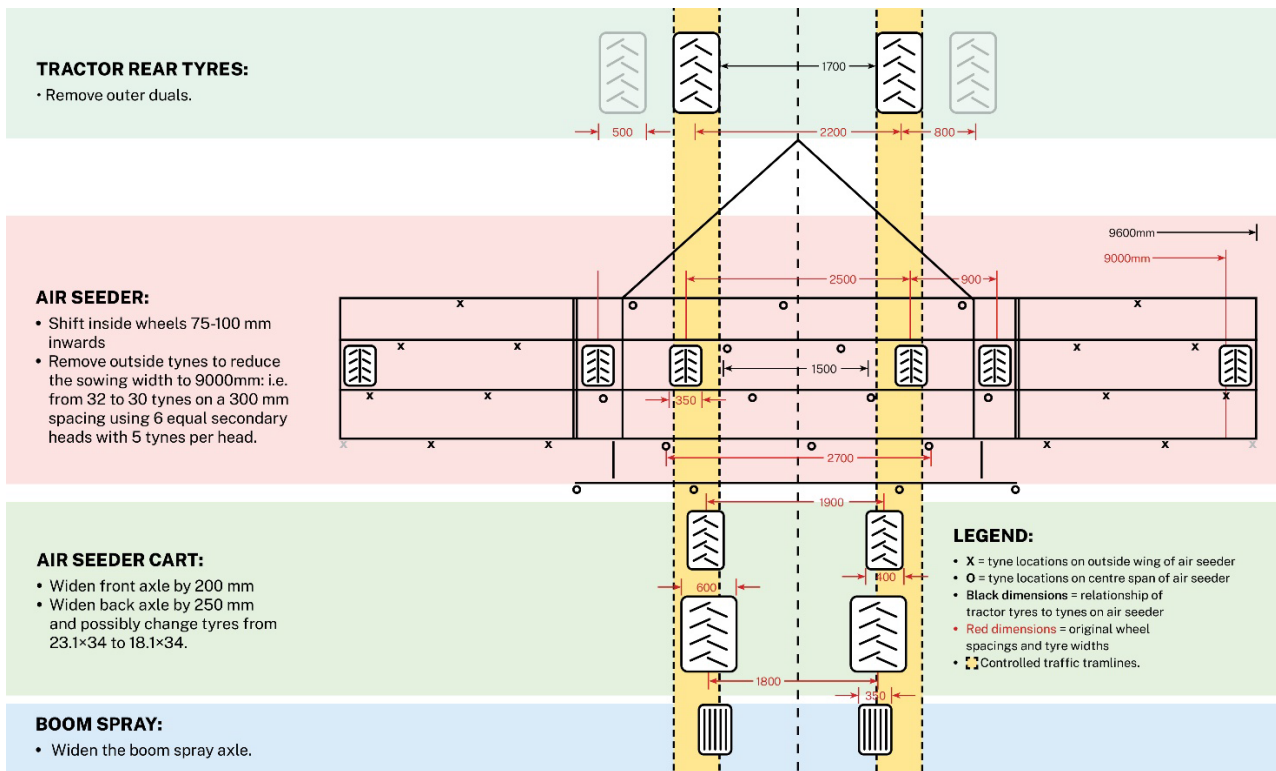 TRACTOR REAR TYRES:
• Remove outer duals.
1700
500
2200
800
9600mm
9000mm
2500
900
AIR SEEDER:
• Shift inside wheels 75-100 mm
inwards
• Remove outside tynes to reduce
the sowing width to 9000mm: i.e.
from 32 to 30 tynes on a 300 mm
spacing using 6 equal secondary
heads with 5 tynes per head.
x
x
x
x
x
x
1500
350
x
x
x
x
x
x
x
x
x
x
2700
1900
AIR SEEDER CART:
• Widen front axle by 200 mm
• Widen back axle by 250 mm
and possibly change tyres from
23.1×34 to 18.1×34.
600
400
1800
350
LEGEND:
• X = tyne locations on outside wing of air seeder
• O = tyne locations on centre span of air seeder
• Black dimensions = relationship of
tractor tyres to tynes on air seeder
• Red dimensions = original wheel
spacings and tyre widths
• Controlled traffic tramlines.
BOOM SPRAY:
• Widen the boom spray axle.